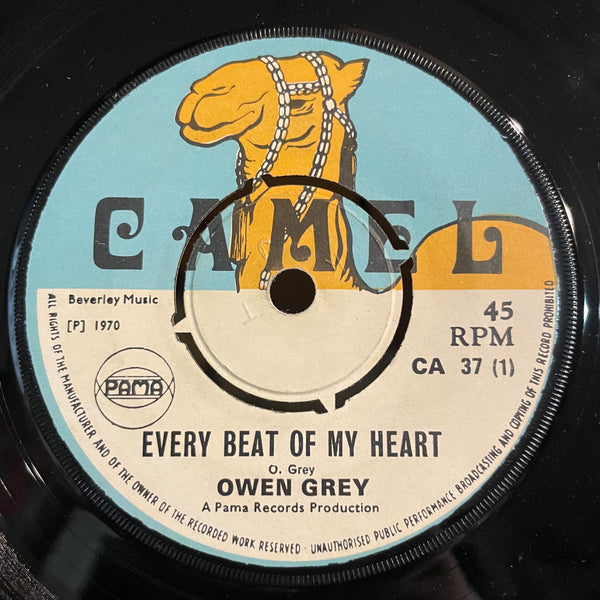 CAMEL
Beverley Music
[P] 1970
45
RPM
CA 37 (1)
PAMA
EVERY BEAT OF MY HEART
O. Grey
OWEN GREY
A Pama Records Production
ALL RIGHTS OF THE MANUFACTURER AND OF THE OWNER OF THE RECORDED WORK RESERVED · UNAUTHORISED PUBLIC PERFORMANCE BROADCASTING AND COPYING OF THIS RECORD PROHIBITED